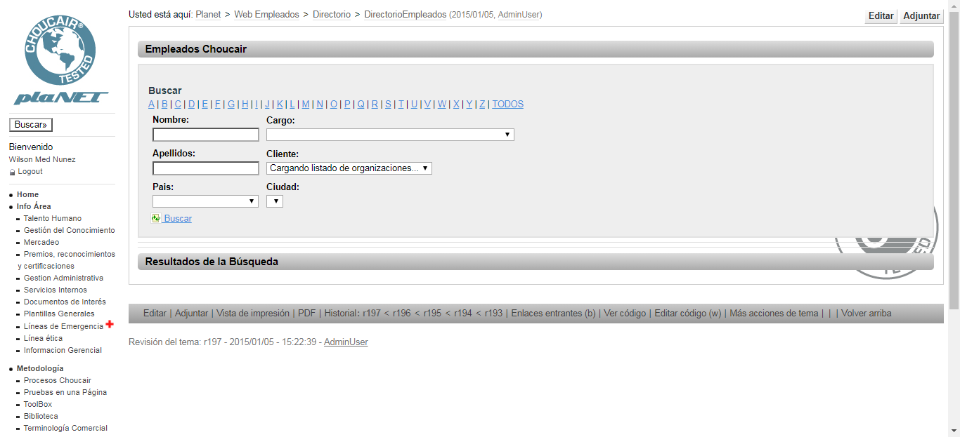 CHOUCAIR
TESTED
plaNET
Buscar»
Bienvenido
Wilson Med Nunez
Logout
Home
Info Área
Talento Humano
Gestión del Conocimiento
Mercadeo
Premios, reconocimientos
y certificaciones
Gestion Administrativa
Servicios Internos
Documentos de Interés
Plantillas Generales
Líneas de Emergencia
Línea ética
Informacion Gerencial
Metodología
Procesos Choucair
Pruebas en una Página
ToolBox
Biblioteca
Terminología Comercial
Usted está aquí: Planet > Web Empleados > Directorio > DirectorioEmpleados (2015/01/05, AdminUser)
Editar Adjuntar
Empleados Choucair
Buscar
A | B | C | D | E | F | G | H | I | J | K | L | M | N | O | P | Q | R | S | T | U | V | W | X | Y | Z | TODOS
Nombre: Cargo:
Apellidos: Cliente:
Cargando listado de organizaciones...
Pais: Ciudad:
Buscar
TED
Resultados de la Búsqueda
Editar | Adjuntar | Vista de impresión | PDF | Historial: r197 < r196 < r195 < r194 < r193 | Enlaces entrantes (b) | Ver código | Editar código (w) | Más acciones de tema | | | Volver arriba
Revisión del tema: r197 - 2015/01/05 - 15:22:39 - AdminUser